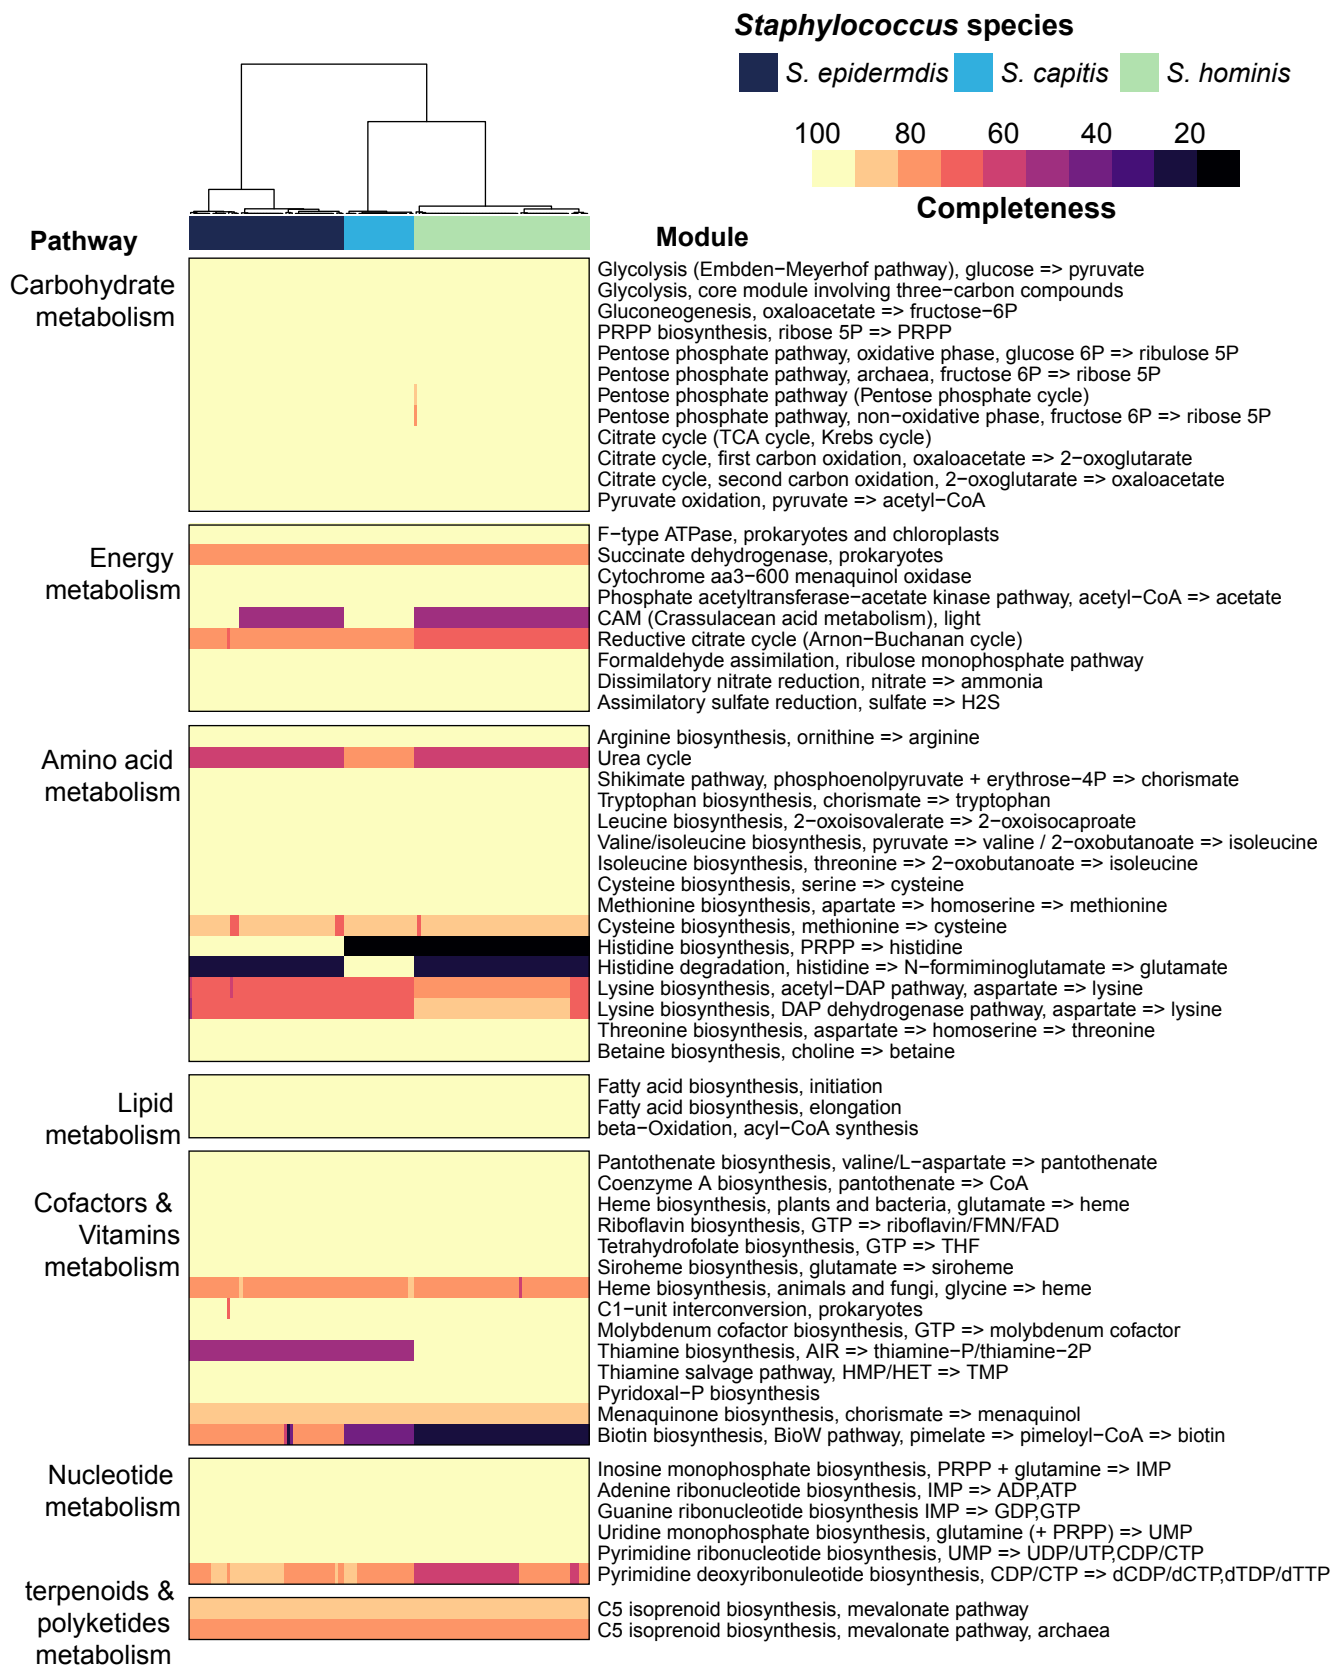 Staphylococcus species
S. epidermdis S. capitis S. hominis
100 80 60 40 20
Completeness
Pathway
Module
Carbohydrate
metabolism
Glycolysis (Embden−Meyerhof pathway), glucose => pyruvate
Glycolysis, core module involving three−carbon compounds
Gluconeogenesis, oxaloacetate => fructose−6P
PRPP biosynthesis, ribose 5P => PRPP
Pentose phosphate pathway, oxidative phase, glucose 6P => ribulose 5P
Pentose phosphate pathway, archaea, fructose 6P => ribose 5P
Pentose phosphate pathway (Pentose phosphate cycle)
Pentose phosphate pathway, non−oxidative phase, fructose 6P => ribose 5P
Citrate cycle (TCA cycle, Krebs cycle)
Citrate cycle, first carbon oxidation, oxaloacetate => 2−oxoglutarate
Citrate cycle, second carbon oxidation, 2−oxoglutarate => oxaloacetate
Pyruvate oxidation, pyruvate => acetyl−CoA
Energy
metabolism
F−type ATPase, prokaryotes and chloroplasts
Succinate dehydrogenase, prokaryotes
Cytochrome aa3−600 menaquinol oxidase
Phosphate acetyltransferase−acetate kinase pathway, acetyl−CoA => acetate
CAM (Crassulacean acid metabolism), light
Reductive citrate cycle (Arnon−Buchanan cycle)
Formaldehyde assimilation, ribulose monophosphate pathway
Dissimilatory nitrate reduction, nitrate => ammonia
Assimilatory sulfate reduction, sulfate => H2S
Amino acid
metabolism
Arginine biosynthesis, ornithine => arginine
Urea cycle
Shikimate pathway, phosphoenolpyruvate + erythrose−4P => chorismate
Tryptophan biosynthesis, chorismate => tryptophan
Leucine biosynthesis, 2−oxoisovalerate => 2−oxoisocaproate
Valine/isoleucine biosynthesis, pyruvate => valine / 2−oxobutanoate => isoleucine
Isoleucine biosynthesis, threonine => 2−oxobutanoate => isoleucine
Cysteine biosynthesis, serine => cysteine
Methionine biosynthesis, apartate => homoserine => methionine
Cysteine biosynthesis, methionine => cysteine
Histidine biosynthesis, PRPP => histidine
Histidine degradation, histidine => N−formiminoglutamate => glutamate
Lysine biosynthesis, acetyl−DAP pathway, aspartate => lysine
Lysine biosynthesis, DAP dehydrogenase pathway, aspartate => lysine
Threonine biosynthesis, aspartate => homoserine => threonine
Betaine biosynthesis, choline => betaine
Lipid
metabolism
Fatty acid biosynthesis, initiation
Fatty acid biosynthesis, elongation
beta−Oxidation, acyl−CoA synthesis
Cofactors &
Vitamins
metabolism
Pantothenate biosynthesis, valine/L−aspartate => pantothenate
Coenzyme A biosynthesis, pantothenate => CoA
Heme biosynthesis, plants and bacteria, glutamate => heme
Riboflavin biosynthesis, GTP => riboflavin/FMN/FAD
Tetrahydrofolate biosynthesis, GTP => THF
Siroheme biosynthesis, glutamate => siroheme
Heme biosynthesis, animals and fungi, glycine => heme
C1−unit interconversion, prokaryotes
Molybdenum cofactor biosynthesis, GTP => molybdenum cofactor
Thiamine biosynthesis, AIR => thiamine−P/thiamine−2P
Thiamine salvage pathway, HMP/HET => TMP
Pyridoxal−P biosynthesis
Menaquinone biosynthesis, chorismate => menaquinol
Biotin biosynthesis, BioW pathway, pimelate => pimeloyl−CoA => biotin
Nucleotide
metabolism
Inosine monophosphate biosynthesis, PRPP + glutamine => IMP
Adenine ribonucleotide biosynthesis, IMP => ADP,ATP
Guanine ribonucleotide biosynthesis IMP => GDP,GTP
Uridine monophosphate biosynthesis, glutamine (+ PRPP) => UMP
Pyrimidine ribonucleotide biosynthesis, UMP => UDP/UTP,CDP/CTP
Pyrimidine deoxyribonuleotide biosynthesis, CDP/CTP => dCDP/dCTP,dTDP/dTTP
terpenoids &
polyketides
metabolism
C5 isoprenoid biosynthesis, mevalonate pathway
C5 isoprenoid biosynthesis, mevalonate pathway, archaea